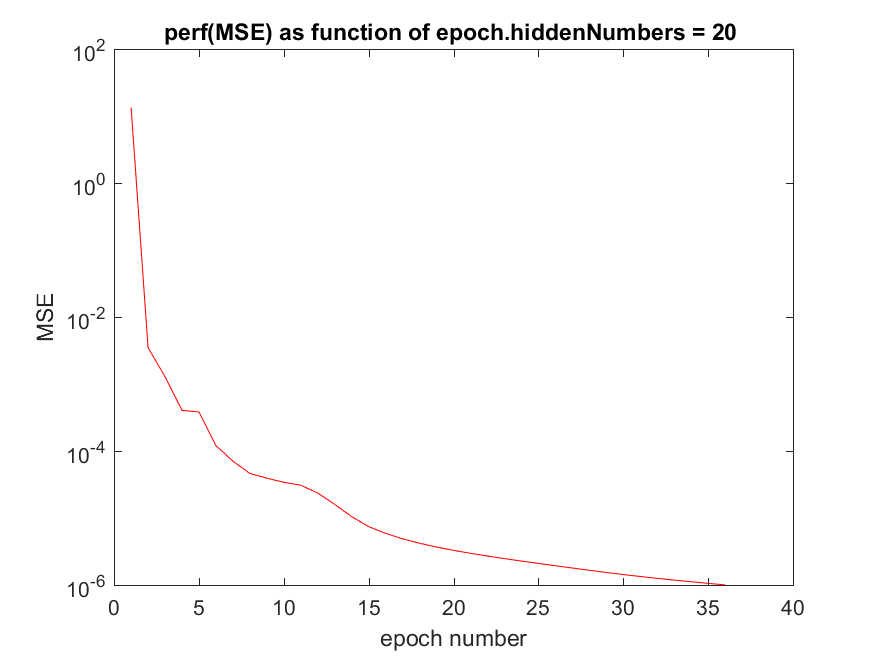 perf(MSE) as function of epoch.hiddenNumbers = 20
10^2
10^0
10^-2
10^-4
10^-6
MSE
0 5 10 15 20 25 30 35 40
epoch number